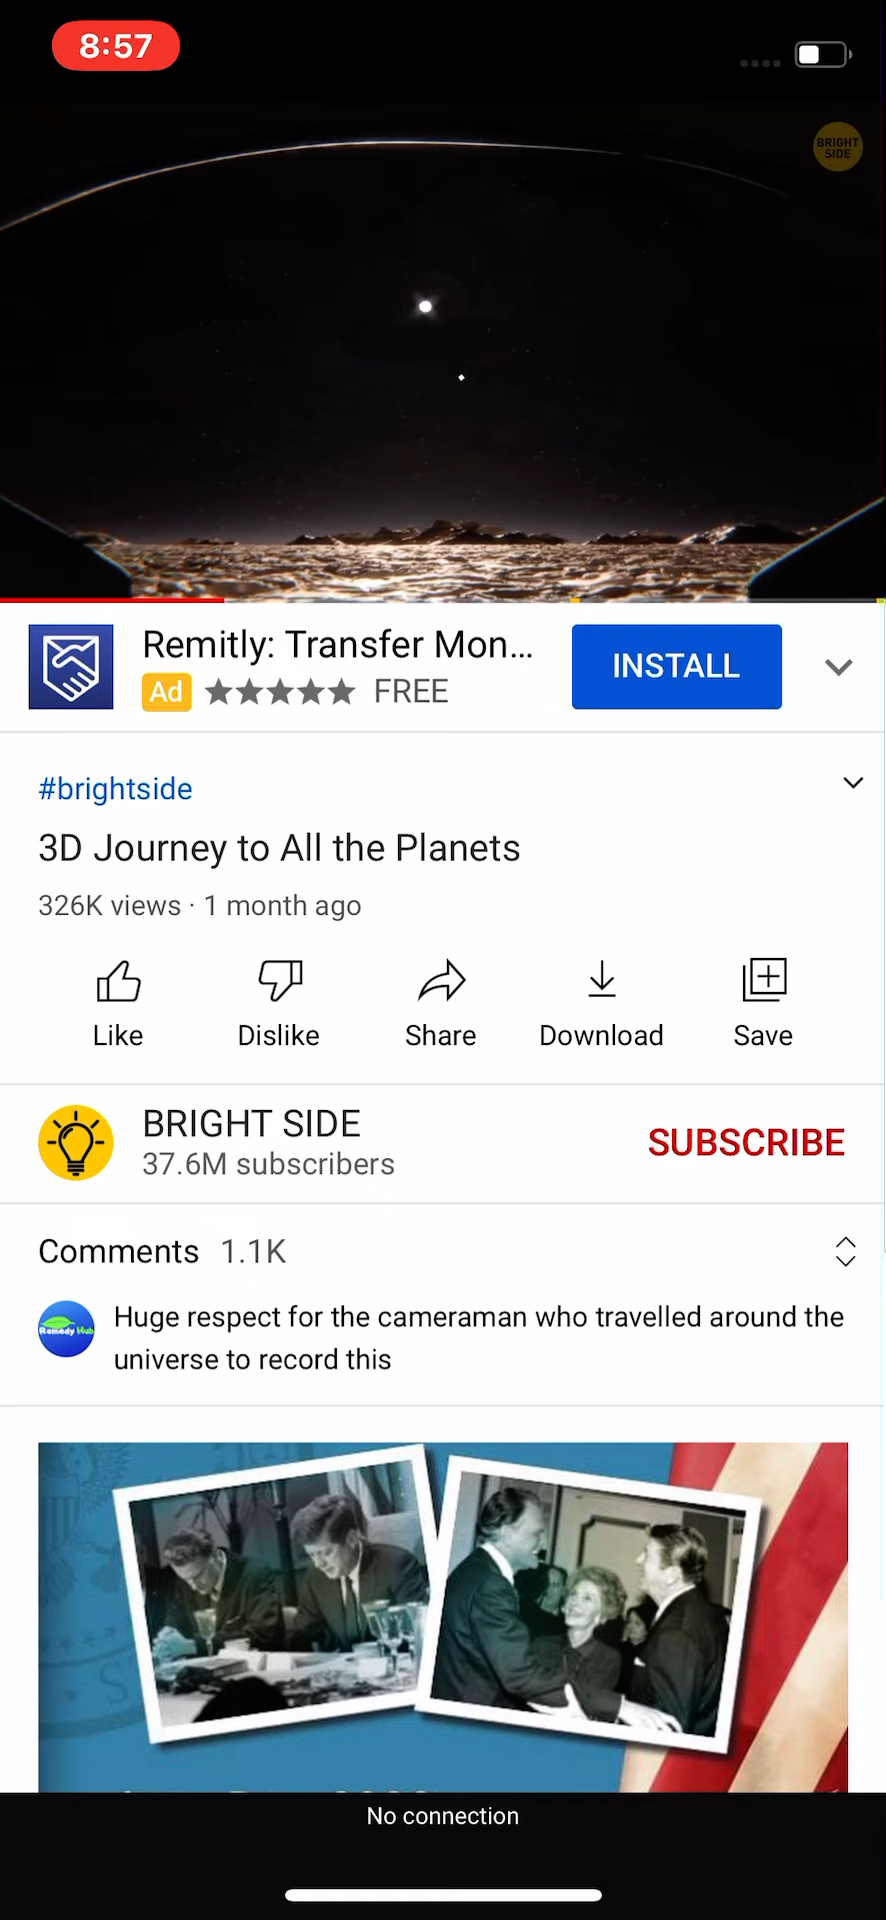 8:57
BRIGHT
SIDE
Remitly: Transfer Mon...
INSTALL
Ad
FREE
#brightside
3D Journey to All the Planets
326K views · 1 month ago
Like
Dislike
Share
Download
Save
BRIGHT SIDE
37.6M subscribers
SUBSCRIBE
Comments 1.1K
Remedy Hub
Huge respect for the cameraman who travelled around the
universe to record this
No connection